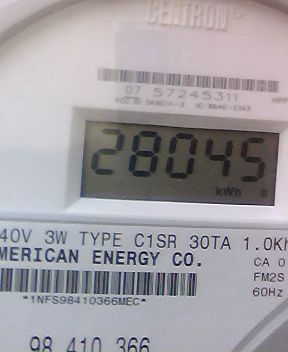 CENTRON®
07 57245311
28045
kWh
40V 3W TYPE C1SR 30TA 1.0Kh
MERICAN ENERGY CO.
CA 0
FM2S
60Hz
*1NFS98410366MEC*
98 410 366